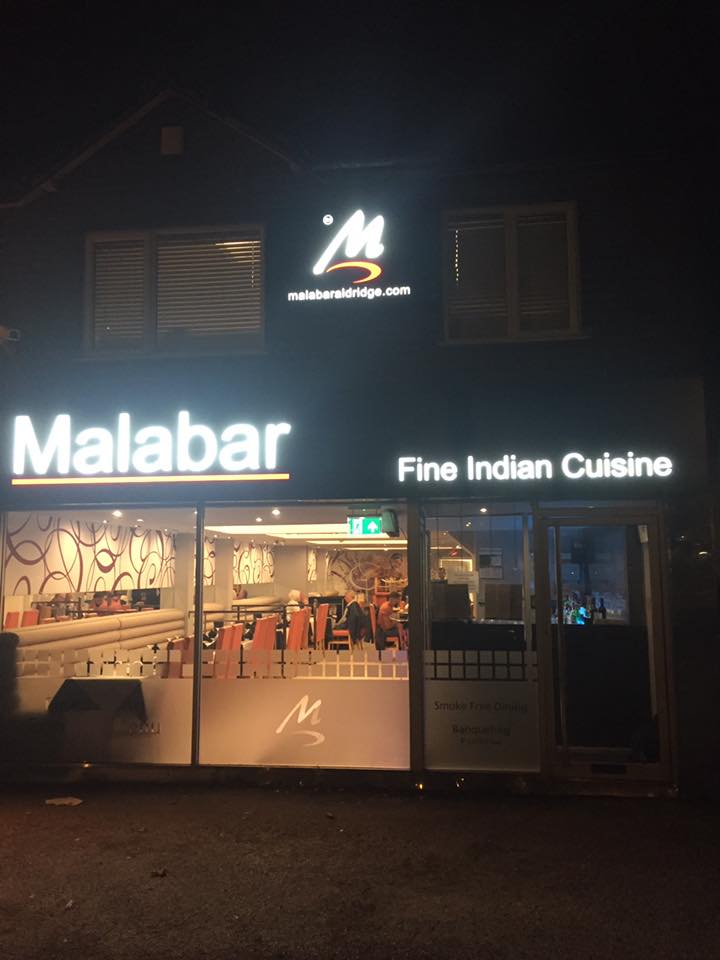 M
malabaraldridge.com
Malabar
Fine Indian Cuisine
M
Smoke Free Dining
Banqueting